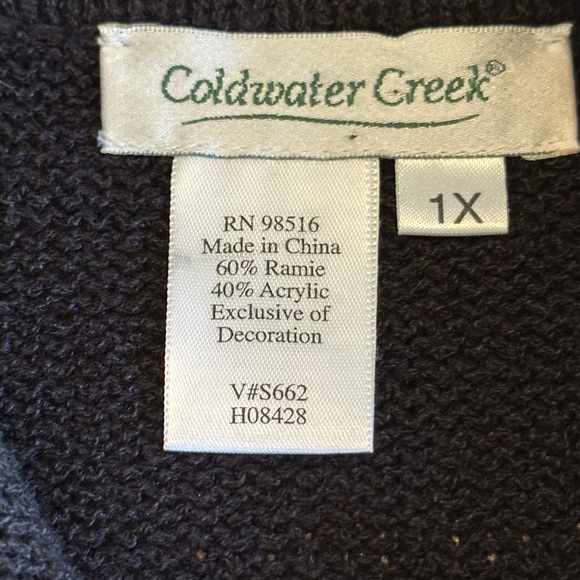 Coldwater Creek®
1X
RN 98516
Made in China
60% Ramie
40% Acrylic
Exclusive of
Decoration
V#S662
H08428